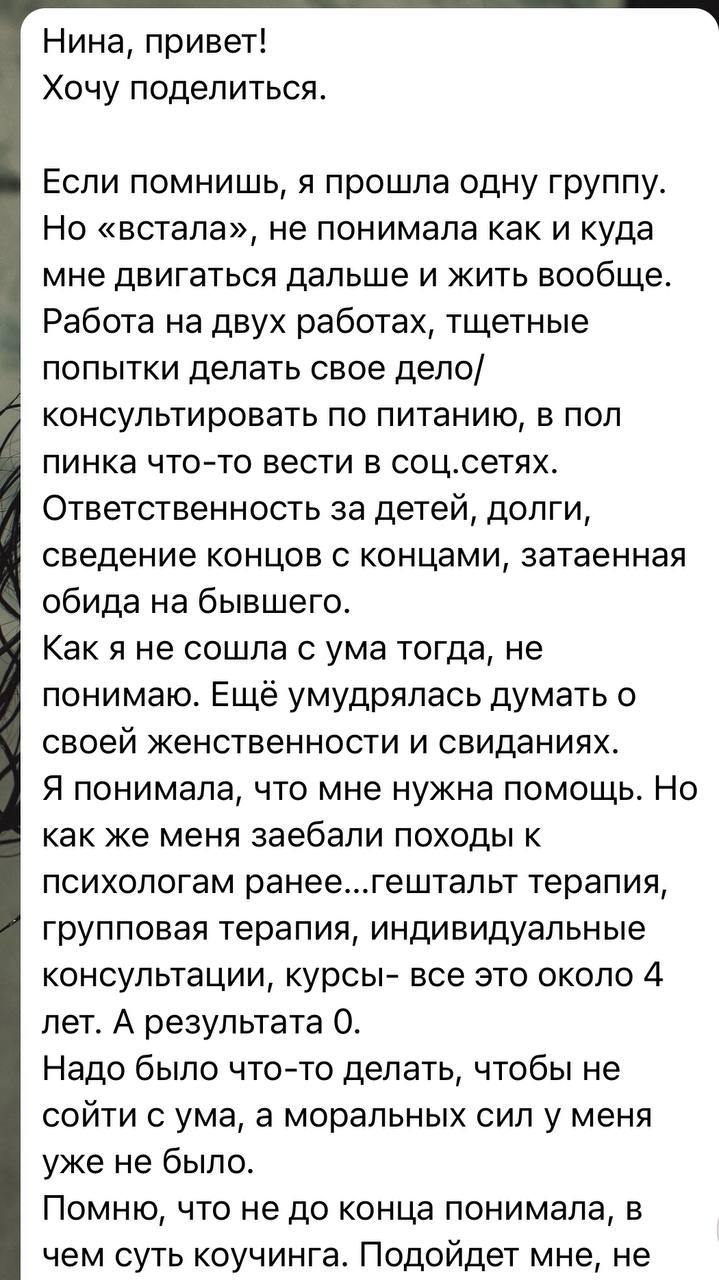 Нина, привет!
Хочу поделиться.
Если помнишь, я прошла одну группу.
Но «встала», не понимала как и куда
мне двигаться дальше и жить вообще.
Работа на двух работах, тщетные
попытки делать свое дело/
консультировать по питанию, в пол
пинка что-то вести в соц.сетях.
Ответственность за детей, долги,
сведение концов с концами, затаенная
обида на бывшего.
Как я не сошла с ума тогда, не
понимаю. Ещё умудрялась думать о
своей женственности и свиданиях.
Я понимала, что мне нужна помощь. Но
как же меня заебали походы к
психологам ранее...гештальт терапия,
групповая терапия, индивидуальные
консультации, курсы- все это около 4
лет. А результата 0.
Надо было что-то делать, чтобы не
сойти с ума, а моральных сил у меня
уже не было.
Помню, что не до конца понимала, в
чем суть коучинга. Подойдет мне, не